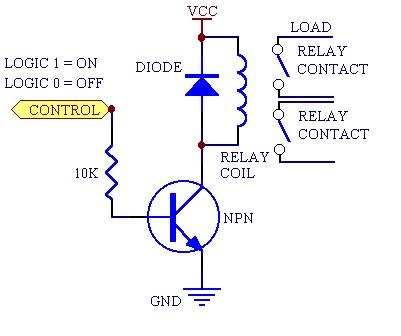 VCC
LOAD
LOGIC 1 = ON
LOGIC 0 = OFF
CONTROL
DIODE
RELAY
CONTACT
RELAY
CONTACT
10K
RELAY
COIL
NPN
GND